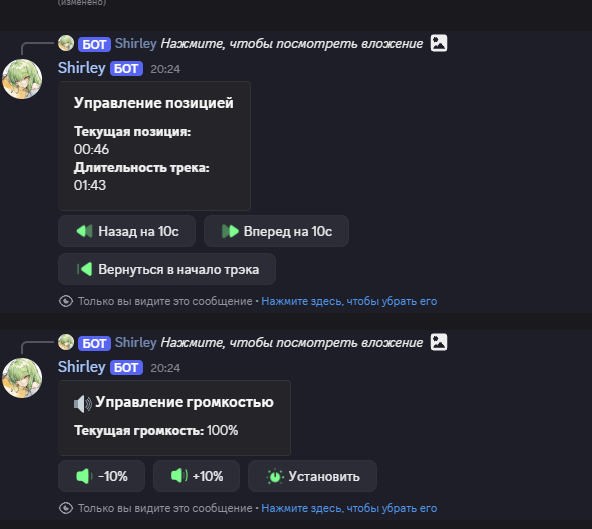 (изменено)
БОТ Shirley Нажмите, чтобы посмотреть вложение
Shirley БОТ 20:24
Управление позицией
Текущая позиция:
00:46
Длительность трека:
01:43
Назад на 10с Вперед на 10с
Вернуться в начало трэка
Только вы видите это сообщение • Нажмите здесь, чтобы убрать его
БОТ Shirley Нажмите, чтобы посмотреть вложение
Shirley БОТ 20:24
Управление громкостью
Текущая громкость: 100%
-10% +10% Установить
Только вы видите это сообщение • Нажмите здесь, чтобы убрать его